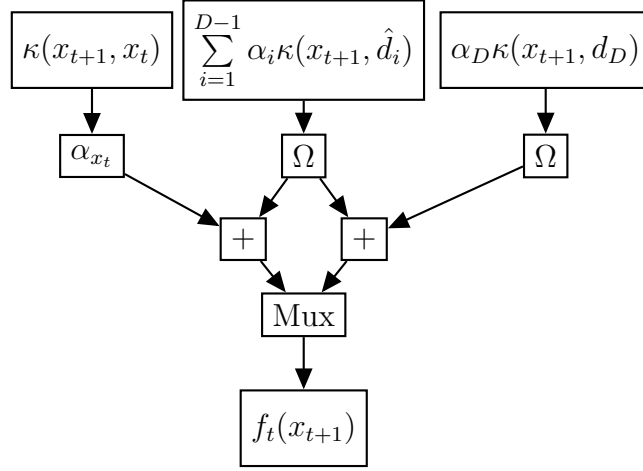 κ(x_{t+1}, x_t)
\sum_{i=1}^{D−1} α_i κ(x_{t+1}, \hat{d}_i)
α_D κ(x_{t+1}, d_D)
α_{x_t}
Ω
Ω
+
+
Mux
f_t(x_{t+1})